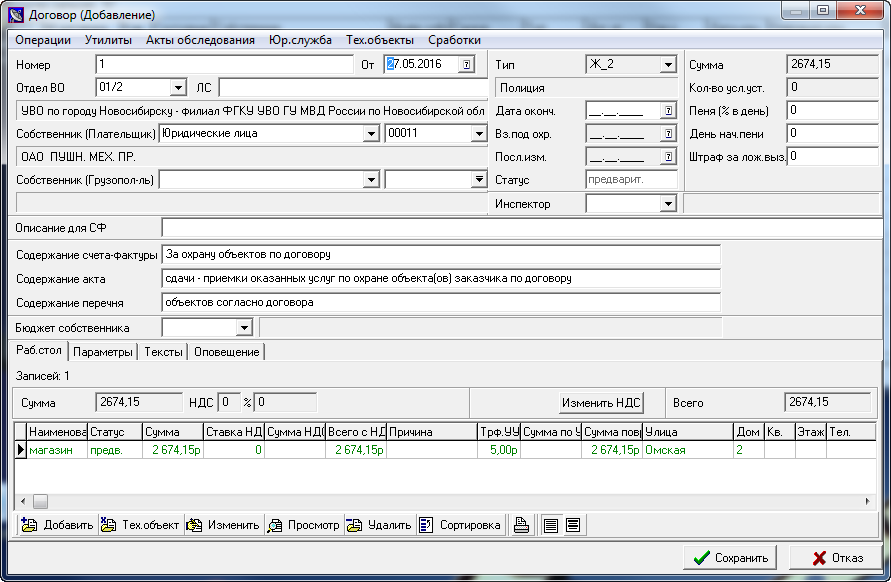 Договор (Добавление)
Операции Утилиты Акты обследования Юр.служба Тех.объекты Сработки
Номер 1 От 27.05.2016 Тип Ж_2 Сумма 2674,15
Отдел ВО 01/2 ЛС Полиция Кол-во усл.уст. 0
УВО по городу Новосибирску - филиал ФГКУ УВО ГУ МВД России по Новосибирской обл Дата оконч. __.__.____ Пеня (% в день) 0
Собственник (Плательщик) Юридические лица 00011 Вз.под охр. __.__.____ День нач.пени 0
ОАО ПУШН. МЕХ. ПР. Посл.изм. __.__.____ Штраф за лож.выз. 0
Собственник (Грузопол-ль) Статус предварит.
Инспектор
Описание для СФ
Содержание счета-фактуры За охрану объектов по договору
Содержание акта сдачи - приемки оказанных услуг по охране объекта(ов) заказчика по договору
Содержание перечня объектов согласно договора
Бюджет собственника
Раб.стол Параметры Тексты Оповещение
Записей: 1
Сумма 2674,15 НДС 0 % 0 Изменить НДС Всего 2674,15
Наименова Статус Сумма Ставка НД Сумма НДС Всего с НД Причина Трф.УУ Сумма по У Сумма повр Улица Дом Кв. Этаж Тел.
магазин предв. 2 674,15р 0 2 674,15р 5,00р 2 674,15р Омская 2
Добавить Тех.объект Изменить Просмотр Удалить Сортировка
Сохранить Отказ